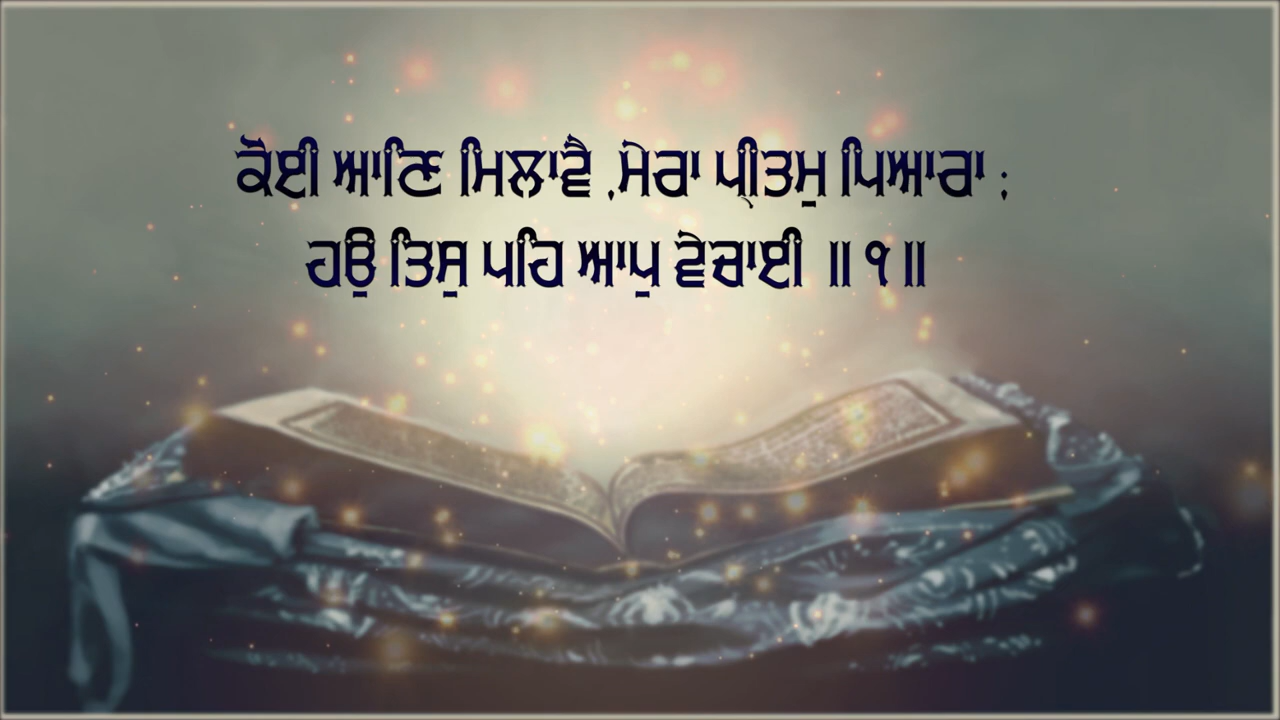 ਕੋਈ ਆਣਿ ਮਿਲਾਵੈ ,ਮੇਰਾ ਪ੍ਰੀਤਮੁ ਪਿਆਰਾ ;
ਹਉ ਤਿਸੁ ਪਹਿ ਆਪੁ ਵੇਚਾਈ ॥੧॥